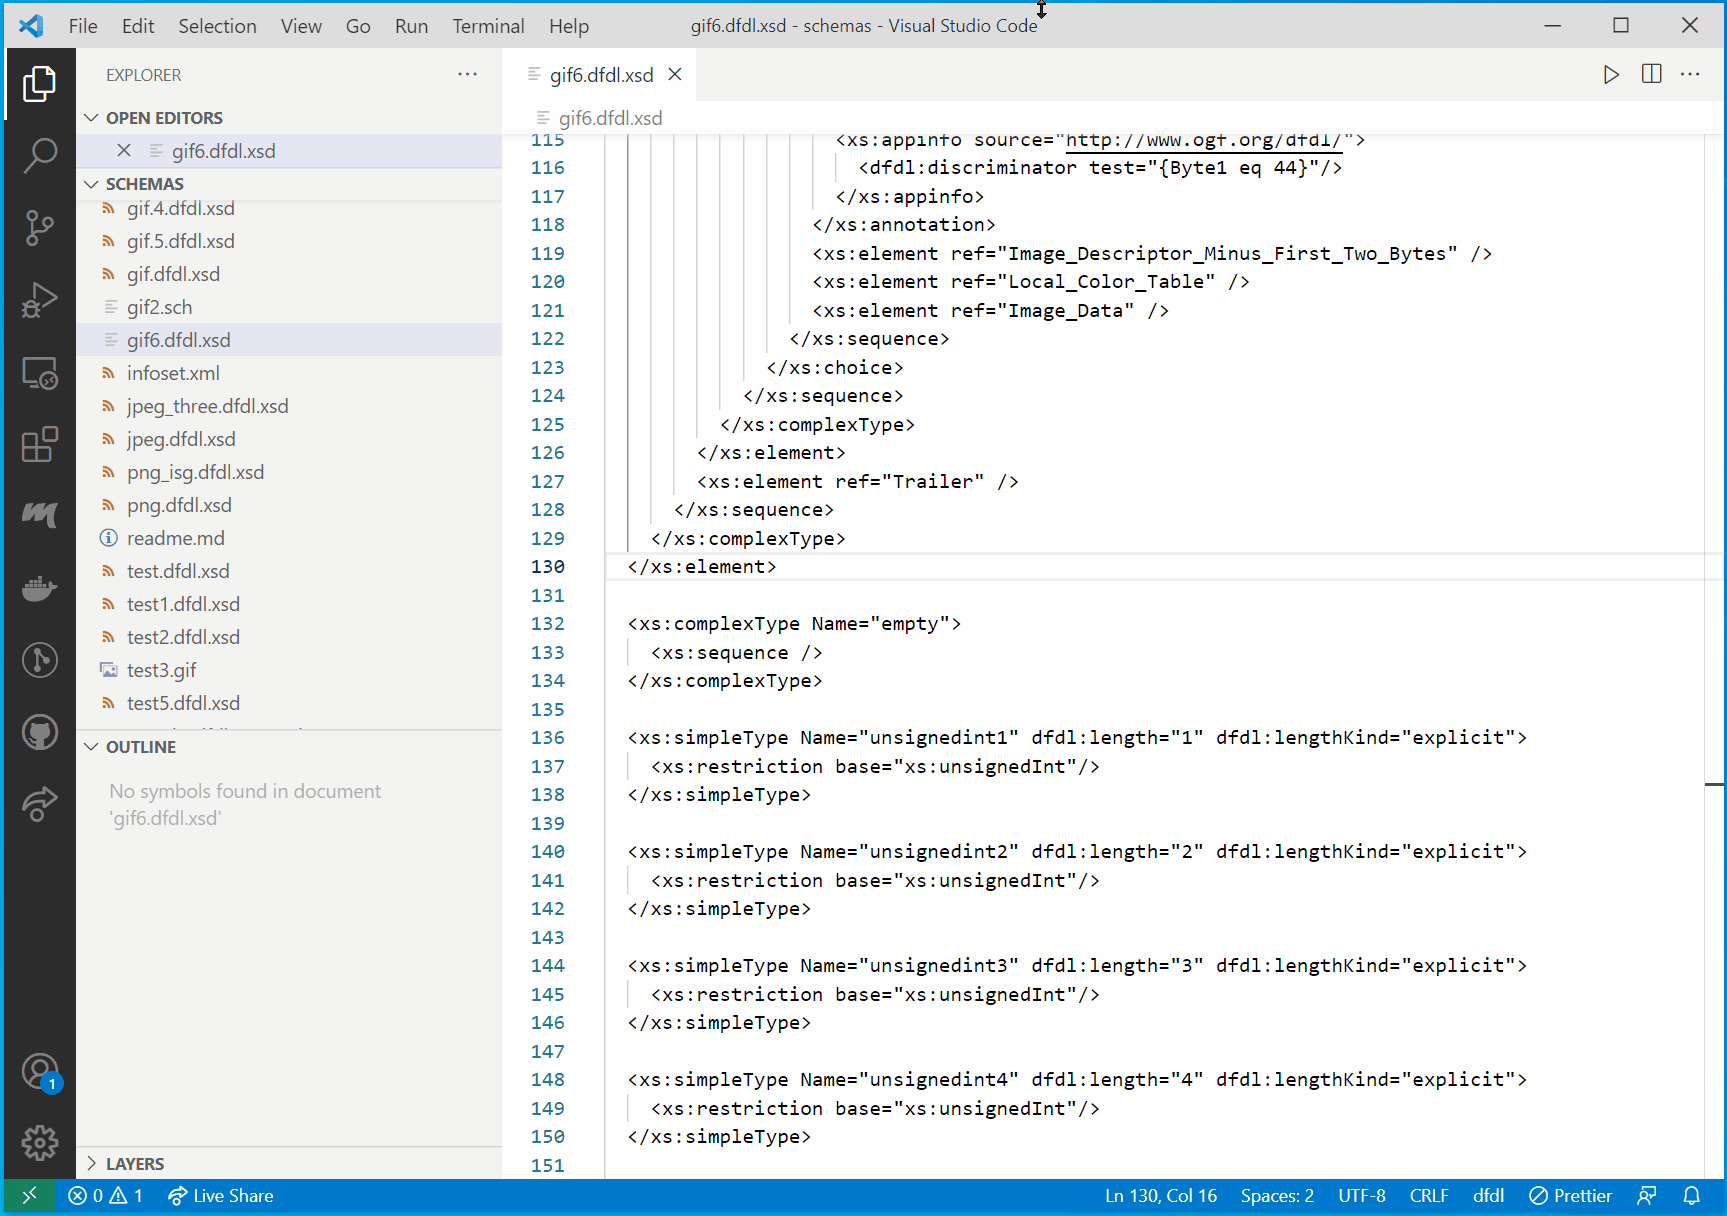 File Edit Selection View Go Run Terminal Help
gif6.dfdl.xsd - schemas - Visual Studio Code
EXPLORER
OPEN EDITORS
gif6.dfdl.xsd
SCHEMAS
gif.4.dfdl.xsd
gif.5.dfdl.xsd
gif.dfdl.xsd
gif2.sch
gif6.dfdl.xsd
infoset.xml
jpeg_three.dfdl.xsd
jpeg.dfdl.xsd
png_isg.dfdl.xsd
png.dfdl.xsd
readme.md
test.dfdl.xsd
test1.dfdl.xsd
test2.dfdl.xsd
test3.gif
test5.dfdl.xsd
OUTLINE
No symbols found in document
'gif6.dfdl.xsd'
LAYERS
1
gif6.dfdl.xsd
gif6.dfdl.xsd
115 <xs:appinfo source="http://www.ogf.org/dfdl/">
116 <dfdl:discriminator test="{Byte1 eq 44}"/>
117 </xs:appinfo>
118 </xs:annotation>
119 <xs:element ref="Image_Descriptor_Minus_First_Two_Bytes" />
120 <xs:element ref="Local_Color_Table" />
121 <xs:element ref="Image_Data" />
122 </xs:sequence>
123 </xs:choice>
124 </xs:sequence>
125 </xs:complexType>
126 </xs:element>
127 <xs:element ref="Trailer" />
128 </xs:sequence>
129 </xs:complexType>
130 </xs:element>
131
132 <xs:complexType Name="empty">
133 <xs:sequence />
134 </xs:complexType>
135
136 <xs:simpleType Name="unsignedint1" dfdl:length="1" dfdl:lengthKind="explicit">
137 <xs:restriction base="xs:unsignedInt"/>
138 </xs:simpleType>
139
140 <xs:simpleType Name="unsignedint2" dfdl:length="2" dfdl:lengthKind="explicit">
141 <xs:restriction base="xs:unsignedInt"/>
142 </xs:simpleType>
143
144 <xs:simpleType Name="unsignedint3" dfdl:length="3" dfdl:lengthKind="explicit">
145 <xs:restriction base="xs:unsignedInt"/>
146 </xs:simpleType>
147
148 <xs:simpleType Name="unsignedint4" dfdl:length="4" dfdl:lengthKind="explicit">
149 <xs:restriction base="xs:unsignedInt"/>
150 </xs:simpleType>
151
0 1 Live Share
Ln 130, Col 16 Spaces: 2 UTF-8 CRLF dfdl Prettier